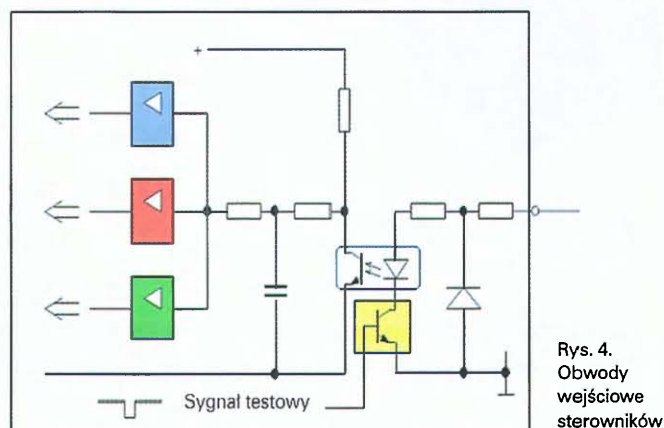 +
Sygnał testowy
Rys. 4.
Obwody
wejściowe
sterowników